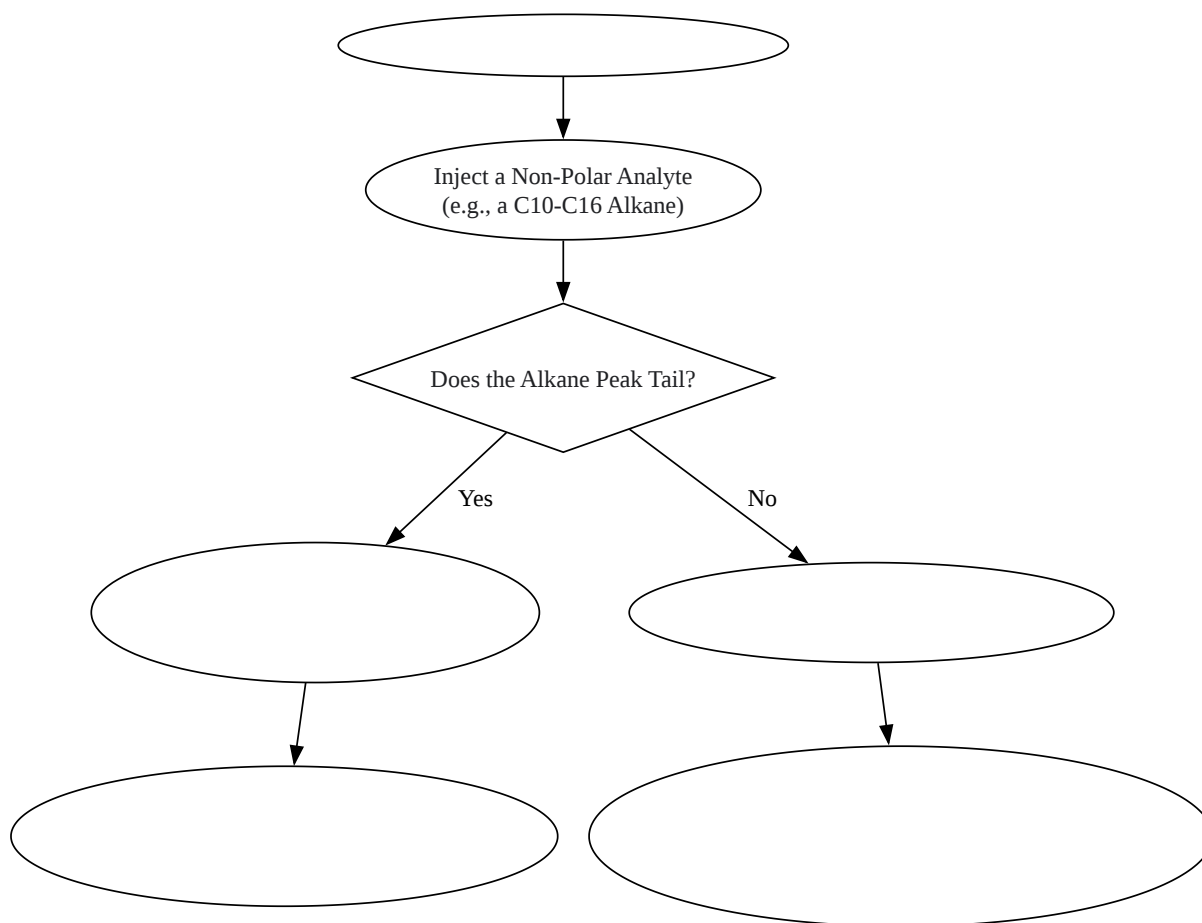 Inject a Non-Polar Analyte
(e.g., a C10-C16 Alkane)
Does the Alkane Peak Tail?
Yes
No